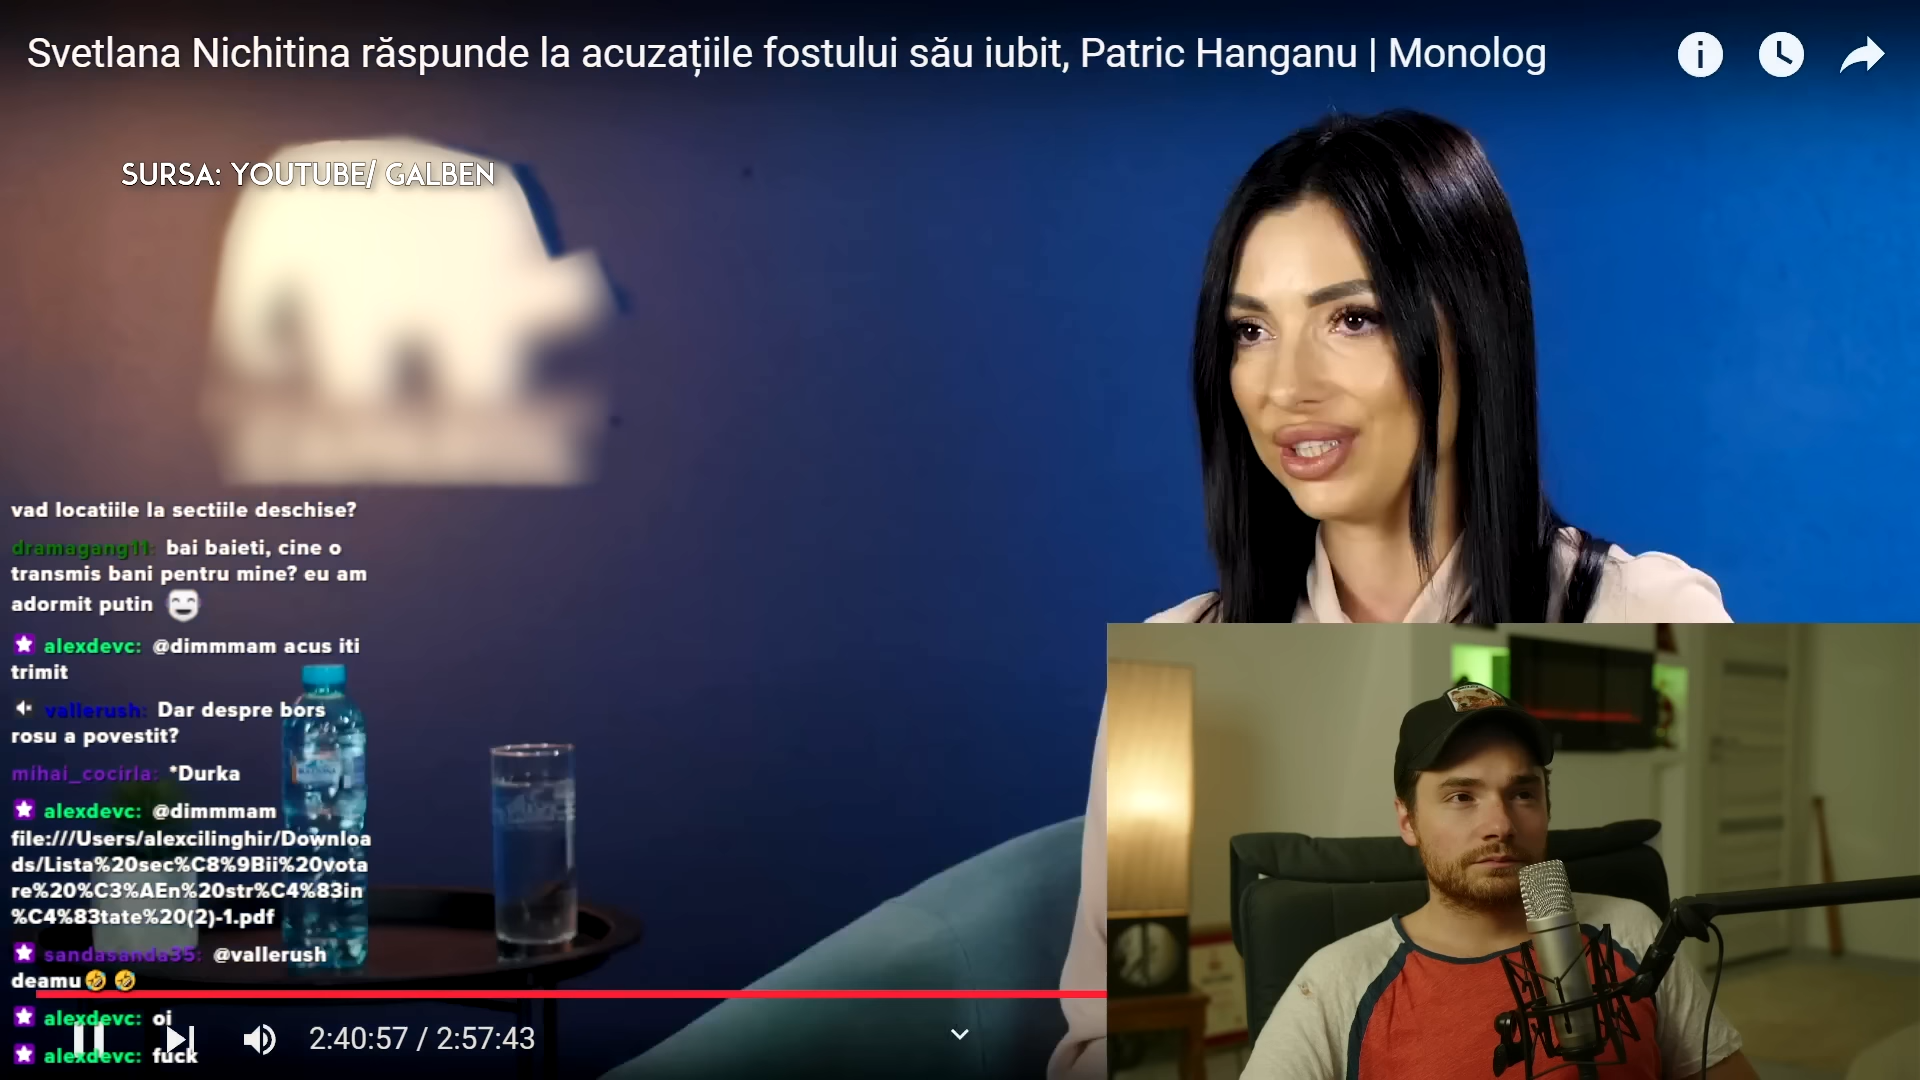 Svetlana Nichitina răspunde la acuzațiile fostului său iubit, Patric Hanganu | Monolog
SURSA: YOUTUBE/ GALBEN
vad locatiile la sectiile deschise?
dramagang11: bai baieti, cine o
transmis bani pentru mine? eu am
adormit putin
alexdevc: @dimmmam acus iti
trimit
vallerush: Dar despre bors
rosu a povestit?
mihai_cocirla: *Durka
alexdevc: @dimmmam
file:///Users/alexcilinghir/Downloa
ds/Lista%20sec%C8%9Bii%20vota
re%20%C3%AEn%20str%C4%83in
%C4%83tate%20(2)-1.pdf
sandasanda35: @vallerush
deamu🤣 🤣
alexdevc: oi
alexdevc: fuck
2:40:57 / 2:57:43